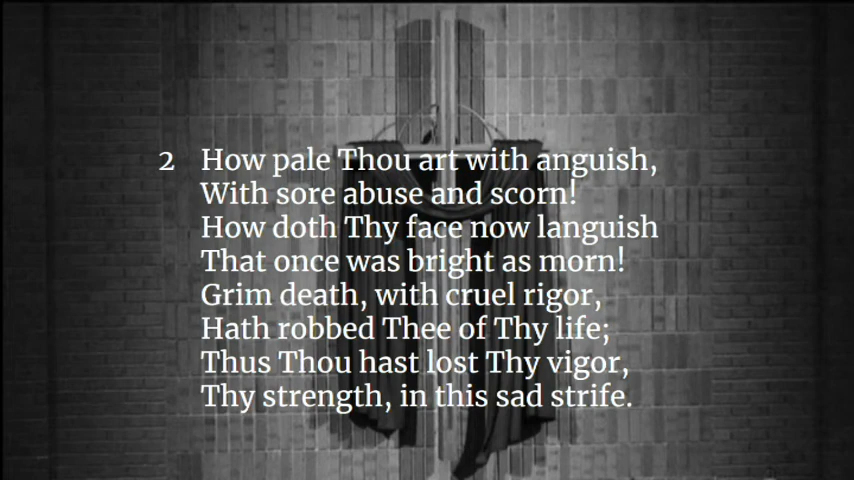 2 How pale Thou art with anguish,
With sore abuse and scorn!
How doth Thy face now languish
That once was bright as morn!
Grim death, with cruel rigor,
Hath robbed Thee of Thy life;
Thus Thou hast lost Thy vigor,
Thy strength, in this sad strife.